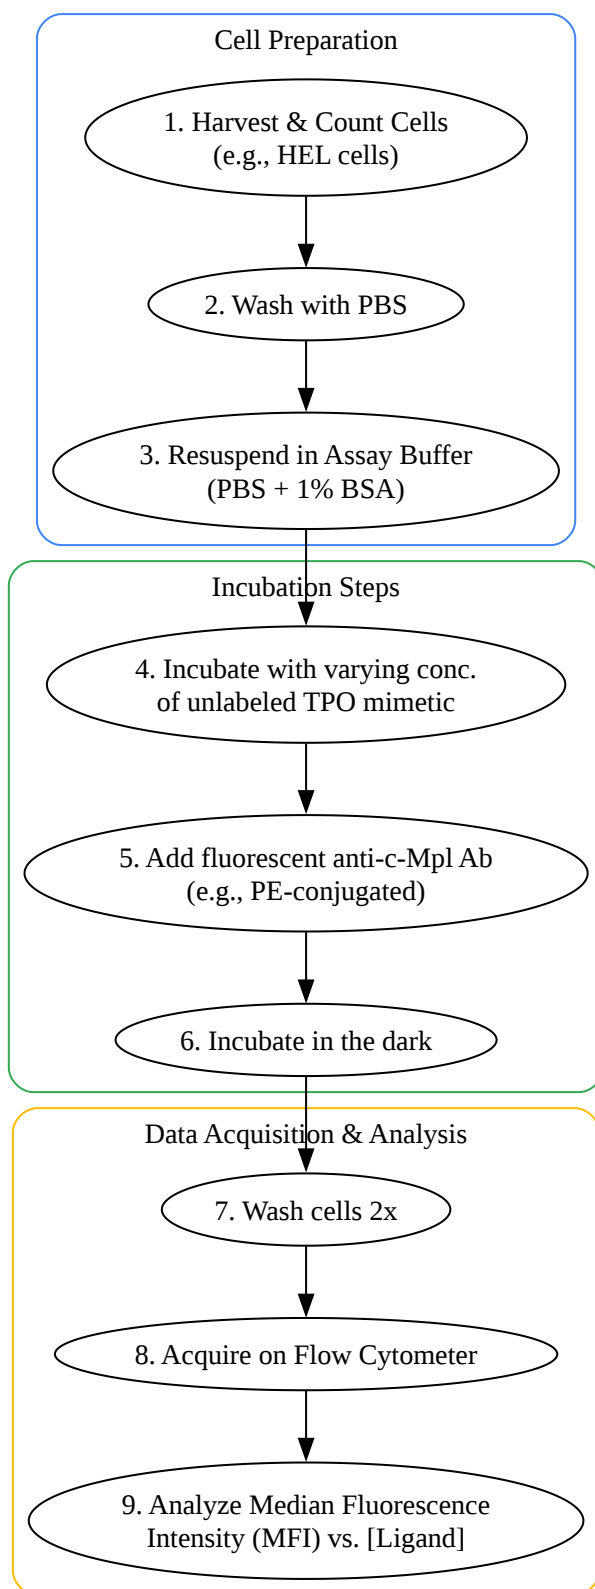 Cell Preparation
1. Harvest & Count Cells
(e.g., HEL cells)
2. Wash with PBS
3. Resuspend in Assay Buffer
(PBS + 1% BSA)
Incubation Steps
4. Incubate with varying conc.
of unlabeled TPO mimetic
5. Add fluorescent anti-c-Mpl Ab
(e.g., PE-conjugated)
6. Incubate in the dark
Data Acquisition & Analysis
7. Wash cells 2x
8. Acquire on Flow Cytometer
9. Analyze Median Fluorescence
Intensity (MFI) vs. [Ligand]